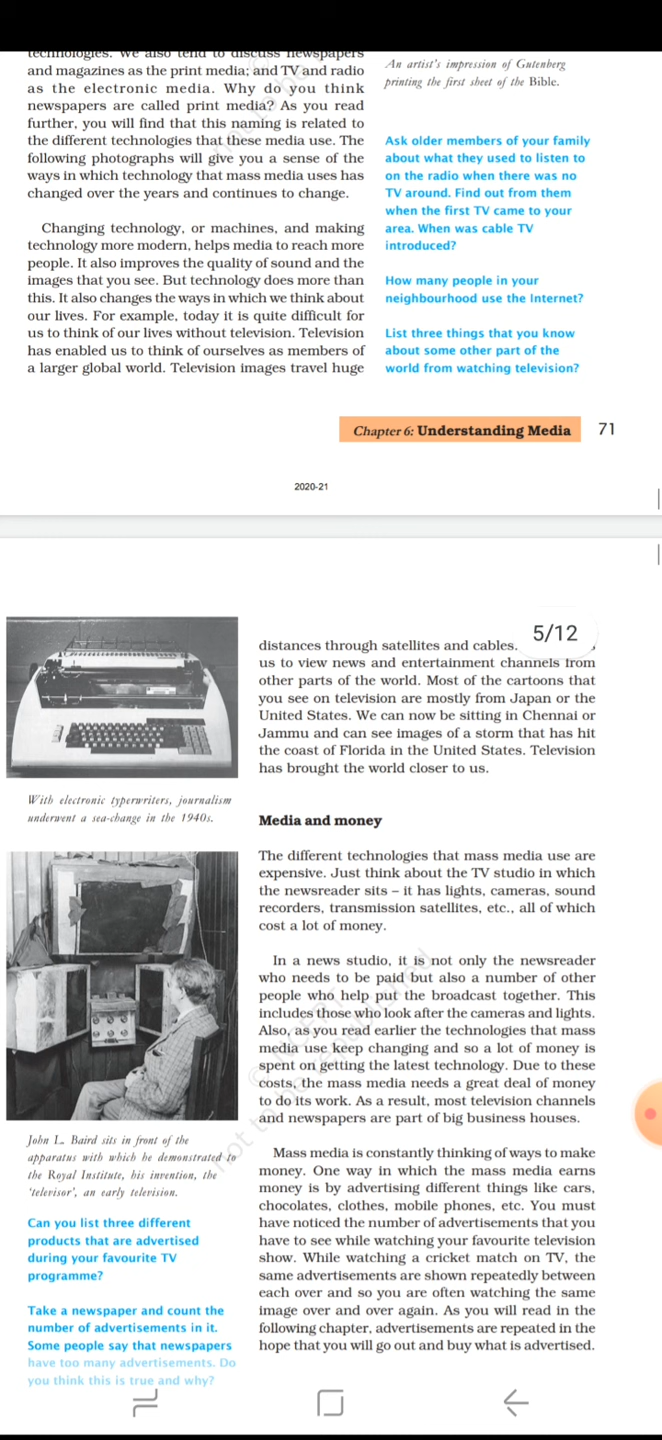 technologies. We also tend to discuss newspapers
and magazines as the print media; and TV and radio
as the electronic media. Why do you think
newspapers are called print media? As you read
further, you will find that this naming is related to
the different technologies that these media use. The
following photographs will give you a sense of the
ways in which technology that mass media uses has
changed over the years and continues to change.
Changing technology, or machines, and making
technology more modern, helps media to reach more
people. It also improves the quality of sound and the
images that you see. But technology does more than
this. It also changes the ways in which we think about
our lives. For example, today it is quite difficult for
us to think of our lives without television. Television
has enabled us to think of ourselves as members of
a larger global world. Television images travel huge
An artist's impression of Gutenberg
printing the first sheet of the Bible.
Ask older members of your family
about what they used to listen to
on the radio when there was no
TV around. Find out from them
when the first TV came to your
area. When was cable TV
introduced?
How many people in your
neighbourhood use the Internet?
List three things that you know
about some other part of the
world from watching television?
Chapter 6: Understanding Media 71
2020-21
5/12
With electronic typerwriters, journalism
underwent a sea-change in the 1940s.
John L. Baird sits in front of the
apparatus with which he demonstrated to
the Royal Institute, his invention, the
'televisor', an early television.
Can you list three different
products that are advertised
during your favourite TV
programme?
Take a newspaper and count the
number of advertisements in it.
Some people say that newspapers
have too many advertisements. Do
you think this is true and why?
distances through satellites and cables.
us to view news and entertainment channels from
other parts of the world. Most of the cartoons that
you see on television are mostly from Japan or the
United States. We can now be sitting in Chennai or
Jammu and can see images of a storm that has hit
the coast of Florida in the United States. Television
has brought the world closer to us.
Media and money
The different technologies that mass media use are
expensive. Just think about the TV studio in which
the newsreader sits – it has lights, cameras, sound
recorders, transmission satellites, etc., all of which
cost a lot of money.
In a news studio, it is not only the newsreader
who needs to be paid but also a number of other
people who help put the broadcast together. This
includes those who look after the cameras and lights.
Also, as you read earlier the technologies that mass
media use keep changing and so a lot of money is
spent on getting the latest technology. Due to these
costs, the mass media needs a great deal of money
to do its work. As a result, most television channels
and newspapers are part of big business houses.
Mass media is constantly thinking of ways to make
money. One way in which the mass media earns
money is by advertising different things like cars,
chocolates, clothes, mobile phones, etc. You must
have noticed the number of advertisements that you
have to see while watching your favourite television
show. While watching a cricket match on TV, the
same advertisements are shown repeatedly between
each over and so you are often watching the same
image over and over again. As you will read in the
following chapter, advertisements are repeated in the
hope that you will go out and buy what is advertised.